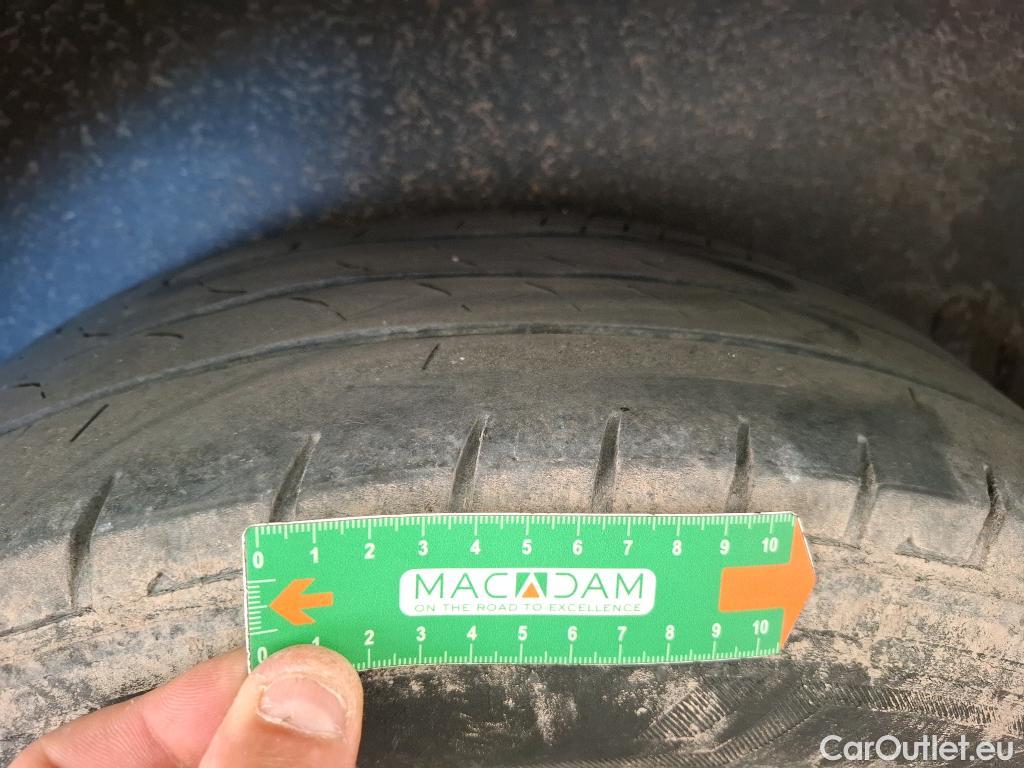 0 1 2 3 4 5 6 7 8 9 10
MACADAM
ON THE ROAD TO EXCELLENCE
0 1 2 3 4 5 6 7 8 9 10
CarOutlet.eu